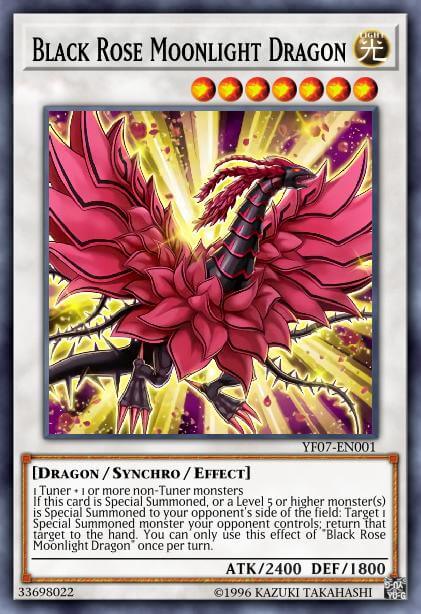 BLACK ROSE MOONLIGHT DRAGON
LIGHT
光
YF07-EN001
[DRAGON / SYNCHRO / EFFECT]
1 Tuner + 1 or more non-Tuner monsters
If this card is Special Summoned, or a Level 5 or higher monster(s)
is Special Summoned to your opponent's side of the field: Target 1
Special Summoned monster your opponent controls; return that
target to the hand. You can only use this effect of "Black Rose
Moonlight Dragon" once per turn.
ATK/2400 DEF/1800
33698022
©1996 KAZUKI TAKAHASHI